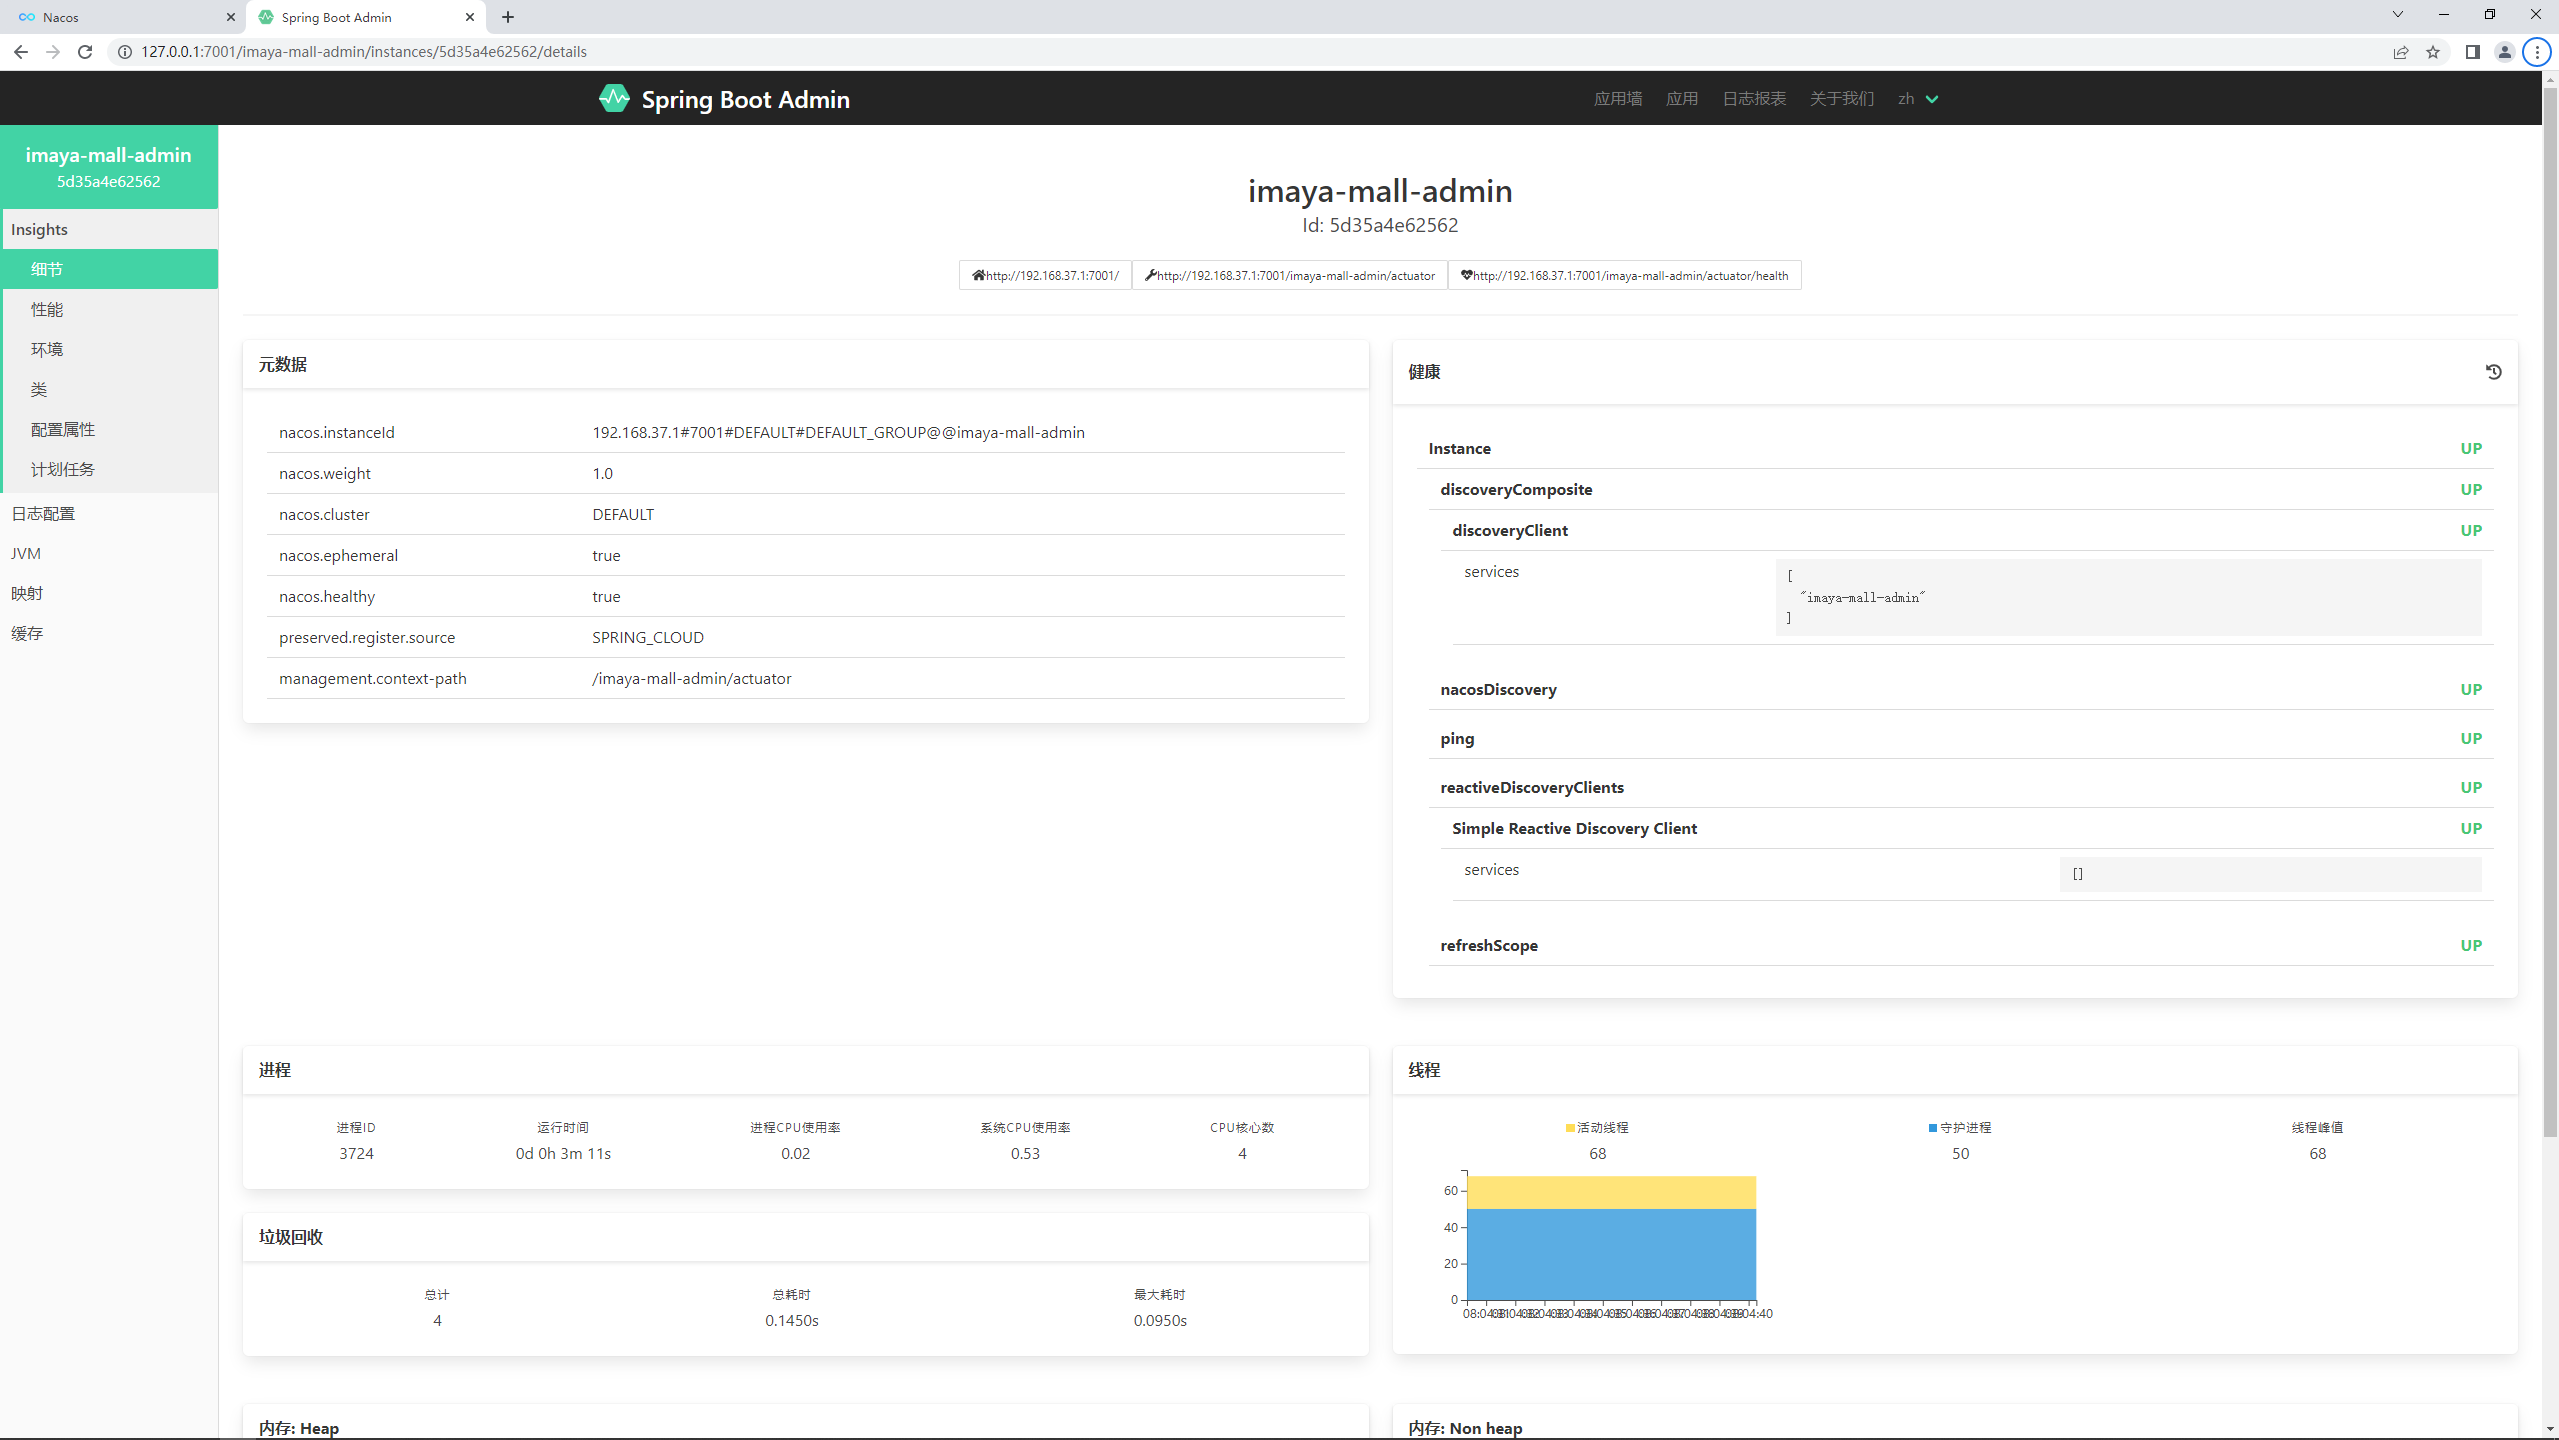 Nacos
Spring Boot Admin
127.0.0.1:7001/imaya-mall-admin/instances/5d35a4e62562/details
Spring Boot Admin
应用墙 应用 日志报表 关于我们 zh
imaya-mall-admin
5d35a4e62562
Insights
细节
性能
环境
类
配置属性
计划任务
日志配置
JVM
映射
缓存
imaya-mall-admin
Id: 5d35a4e62562
http://192.168.37.1:7001/ http://192.168.37.1:7001/imaya-mall-admin/actuator http://192.168.37.1:7001/imaya-mall-admin/actuator/health
元数据
nacos.instanceId 192.168.37.1#7001#DEFAULT#DEFAULT_GROUP@@imaya-mall-admin
nacos.weight 1.0
nacos.cluster DEFAULT
nacos.ephemeral true
nacos.healthy true
preserved.register.source SPRING_CLOUD
management.context-path /imaya-mall-admin/actuator
健康
Instance UP
discoveryComposite UP
discoveryClient UP
services [
"imaya-mall-admin"
]
nacosDiscovery UP
ping UP
reactiveDiscoveryClients UP
Simple Reactive Discovery Client UP
services []
refreshScope UP
进程
进程ID 运行时间 进程CPU使用率 系统CPU使用率 CPU核心数
3724 0d 0h 3m 11s 0.02 0.53 4
垃圾回收
总计 总耗时 最大耗时
4 0.1450s 0.0950s
线程
活动线程 守护进程 线程峰值
68 50 68
60
40
20
0
内存: Heap
内存: Non heap